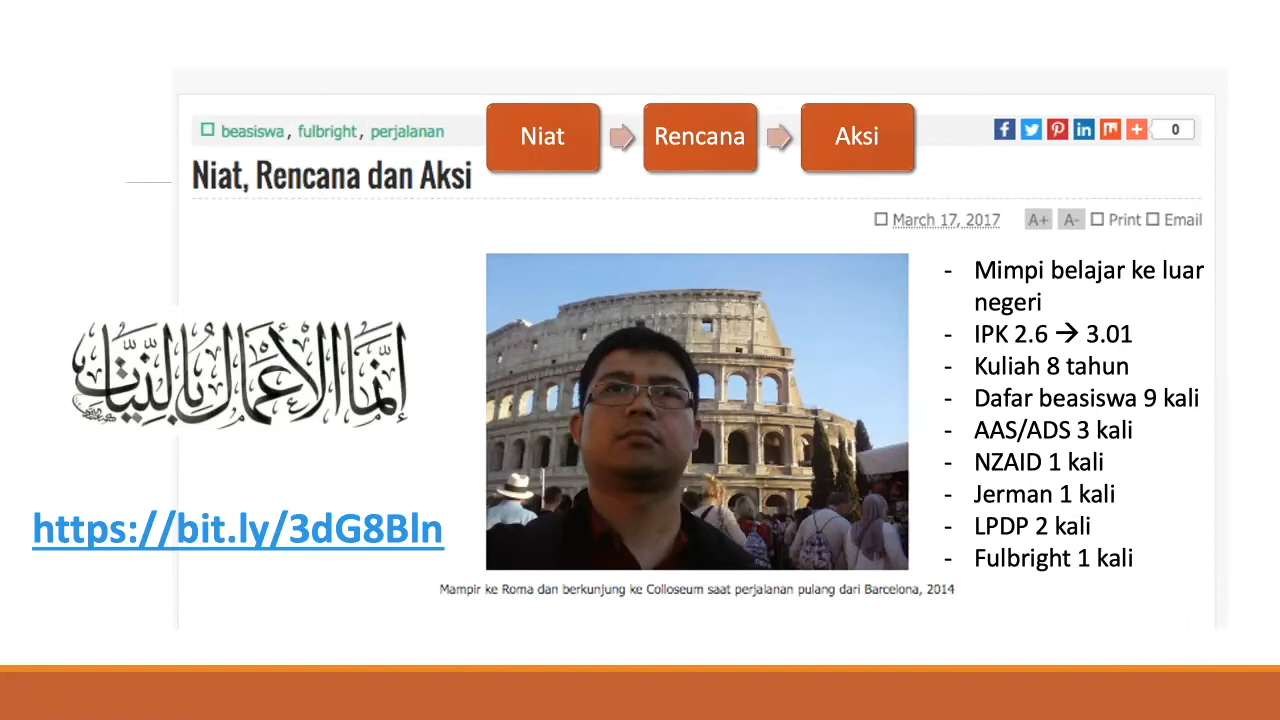 beasiswa, fulbright, perjalanan
Niat
Rencana
Aksi
0
Niat, Rencana dan Aksi
March 17, 2017
A+
A-
Print
Email
إنما الأعمال بالنيات
https://bit.ly/3dG8Bln
Mampir ke Roma dan berkunjung ke Colloseum saat perjalanan pulang dari Barcelona, 2014
- Mimpi belajar ke luar
negeri
- IPK 2.6 → 3.01
- Kuliah 8 tahun
- Dafar beasiswa 9 kali
- AAS/ADS 3 kali
- NZAID 1 kali
- Jerman 1 kali
- LPDP 2 kali
- Fulbright 1 kali